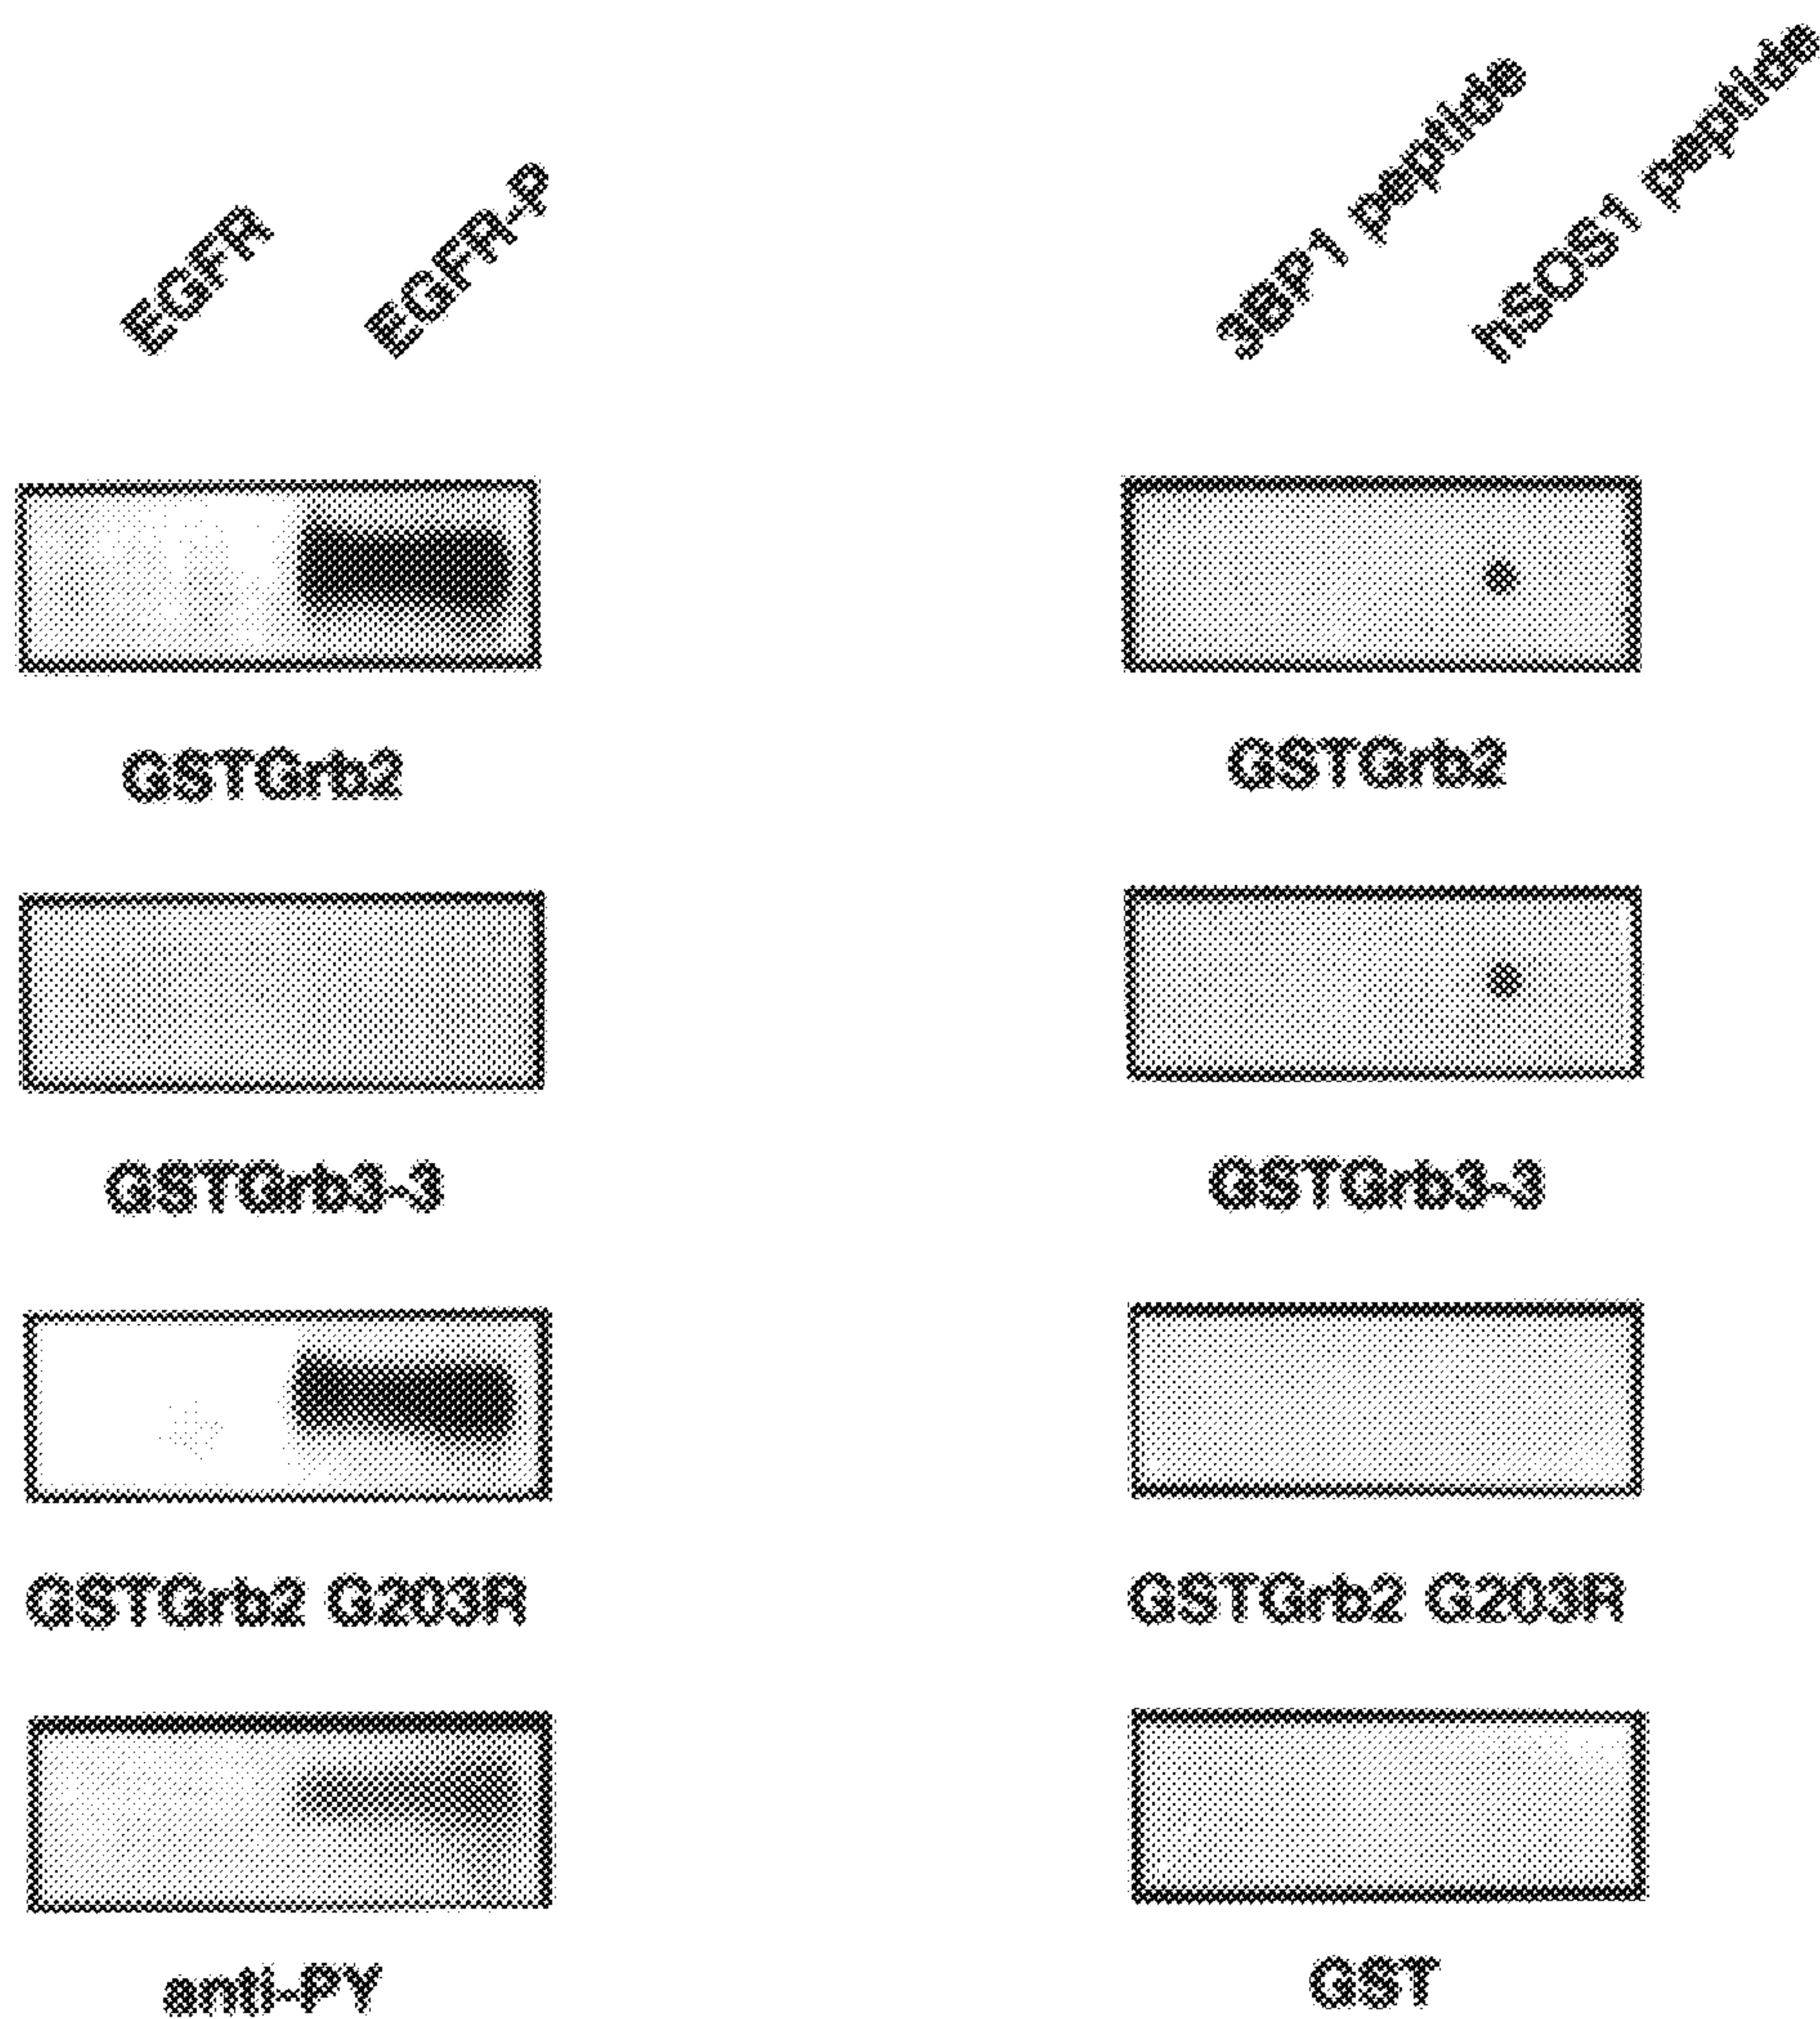 EGFR EGFR-P 3BP1 peptide hSOS1 peptide
GSTGrb2 GSTGrb2
GSTGrb3-3 GSTGrb3-3
GSTGrb2 G203R GSTGrb2 G203R
anti-PY GST